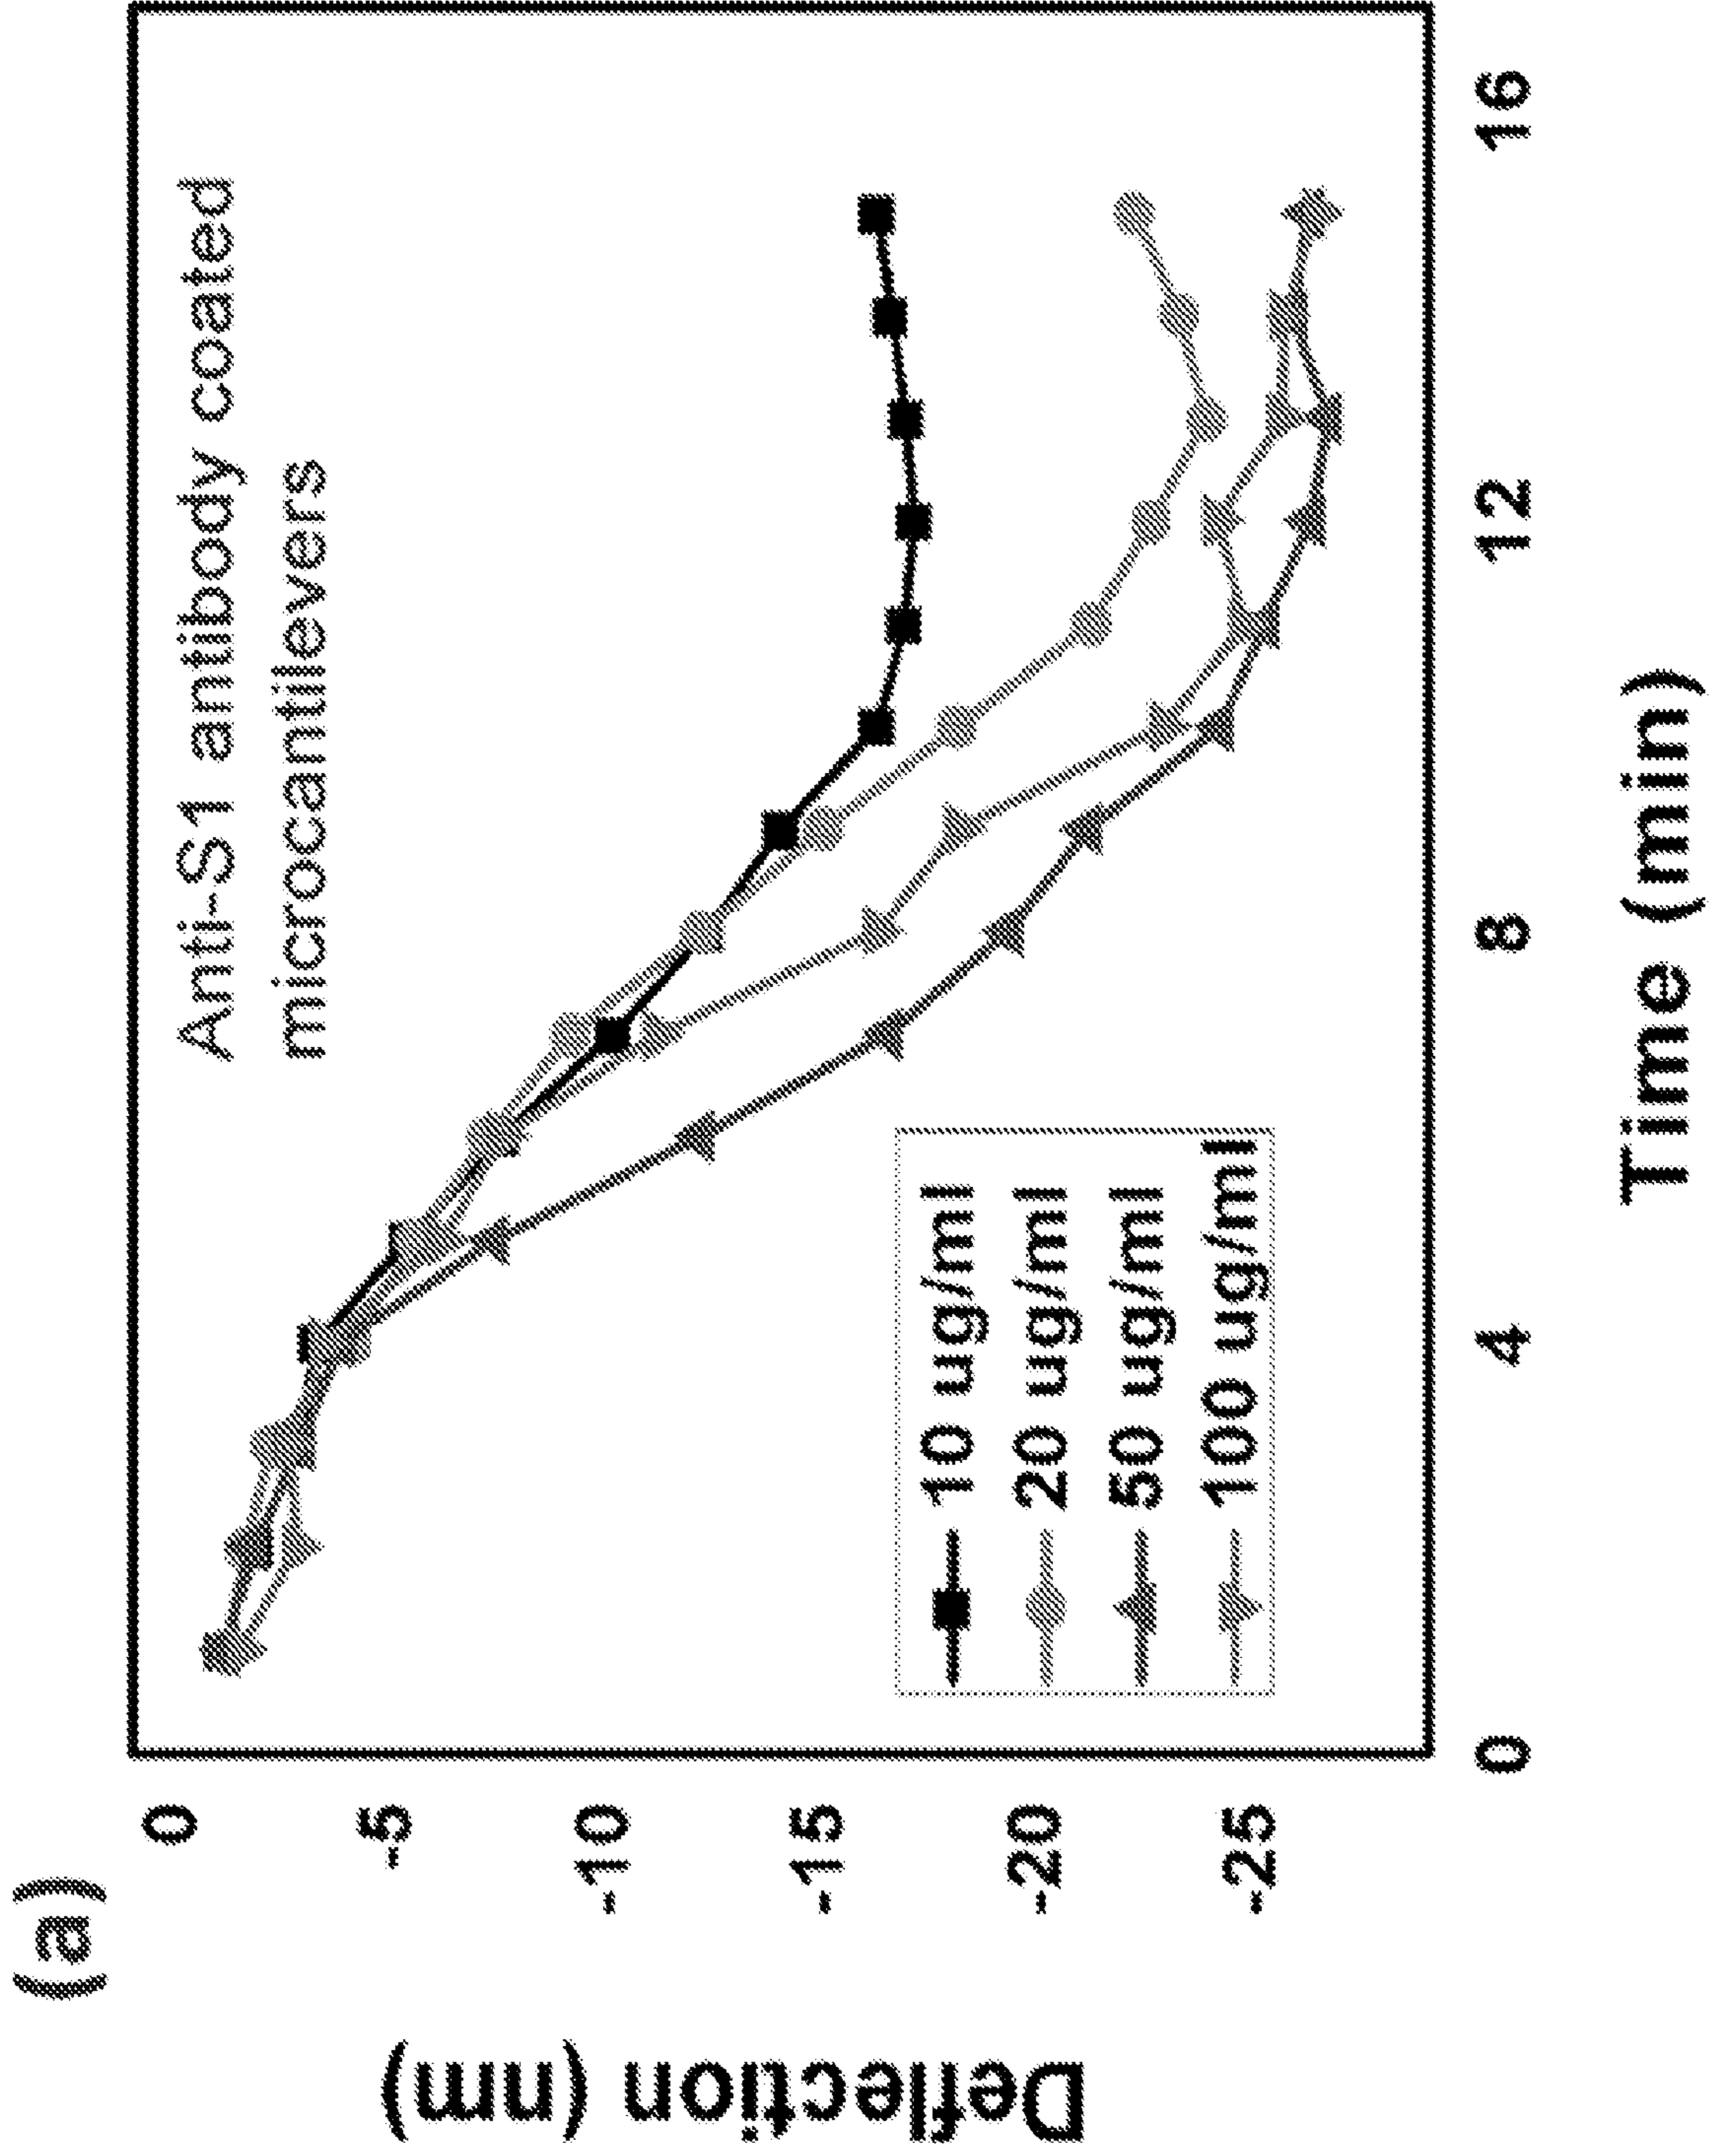 (a)
Anti-S1 antibody coated
microcantilevers
Deflection (nm)
0
-5
-10
-15
-20
-25
10 ug/ml
20 ug/ml
50 ug/ml
100 ug/ml
0 4 8 12 16
Time (min)